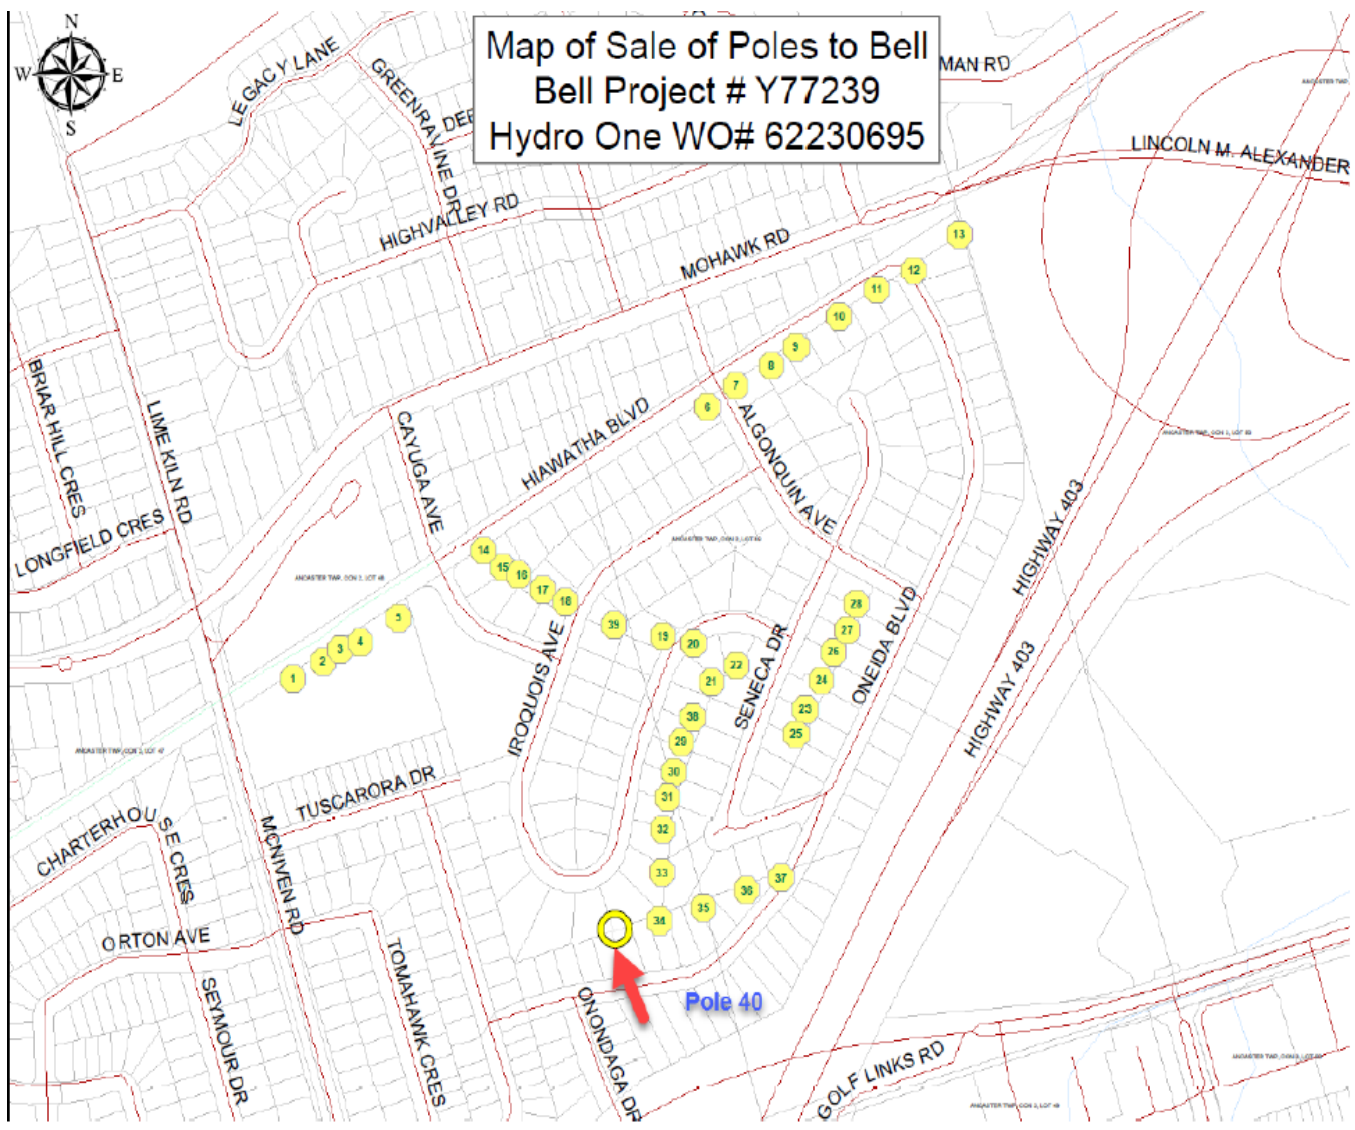 N
W
E
S
Map of Sale of Poles to Bell
Bell Project # Y77239
Hydro One WO# 62230695
MAN RD
LEGACY LANE
GREENRAVINE DR
DEE
LINCOLN M. ALEXANDER
HIGHVALLEY RD
MOHAWK RD
13
12
11
10
9
8
7
6
BRIAR HILL CRES
LIME KILN RD
CAYUGA AVE
HIAWATHA BLVD
ALGONQUIN AVE
HIGHWAY 403
LONGFIELD CRES
14
15
16
17
18
39
19
20
22
21
28
27
26
24
23
25
ONEIDA BLVD
SENECA DR
IROQUOIS AVE
HIGHWAY 403
1
2
3
4
5
38
29
30
31
32
33
34
35
36
37
TUSCARORA DR
CHARTERHOUSE CRES
MCNIVEN RD
ORTON AVE
SEYMOUR DR
TOMAHAWK CRES
ONONDAGA DR
Pole 40
GOLF LINKS RD